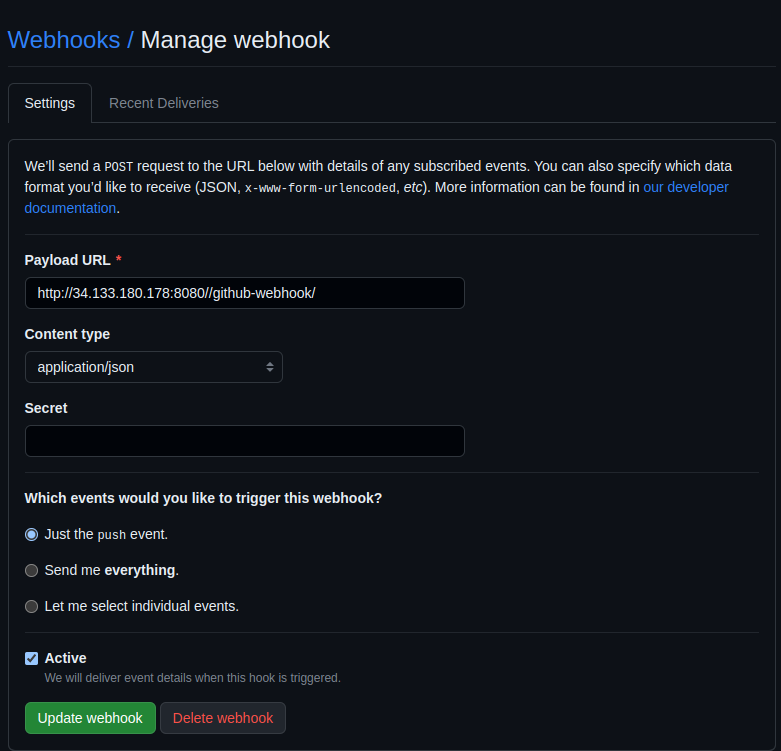 Webhooks / Manage webhook
Settings
Recent Deliveries
We’ll send a POST request to the URL below with details of any subscribed events. You can also specify which data
format you’d like to receive (JSON, x-www-form-urlencoded, etc). More information can be found in our developer
documentation.
Payload URL *
http://34.133.180.178:8080//github-webhook/
Content type
application/json
Secret
Which events would you like to trigger this webhook?
Just the push event.
Send me everything.
Let me select individual events.
Active
We will deliver event details when this hook is triggered.
Update webhook
Delete webhook